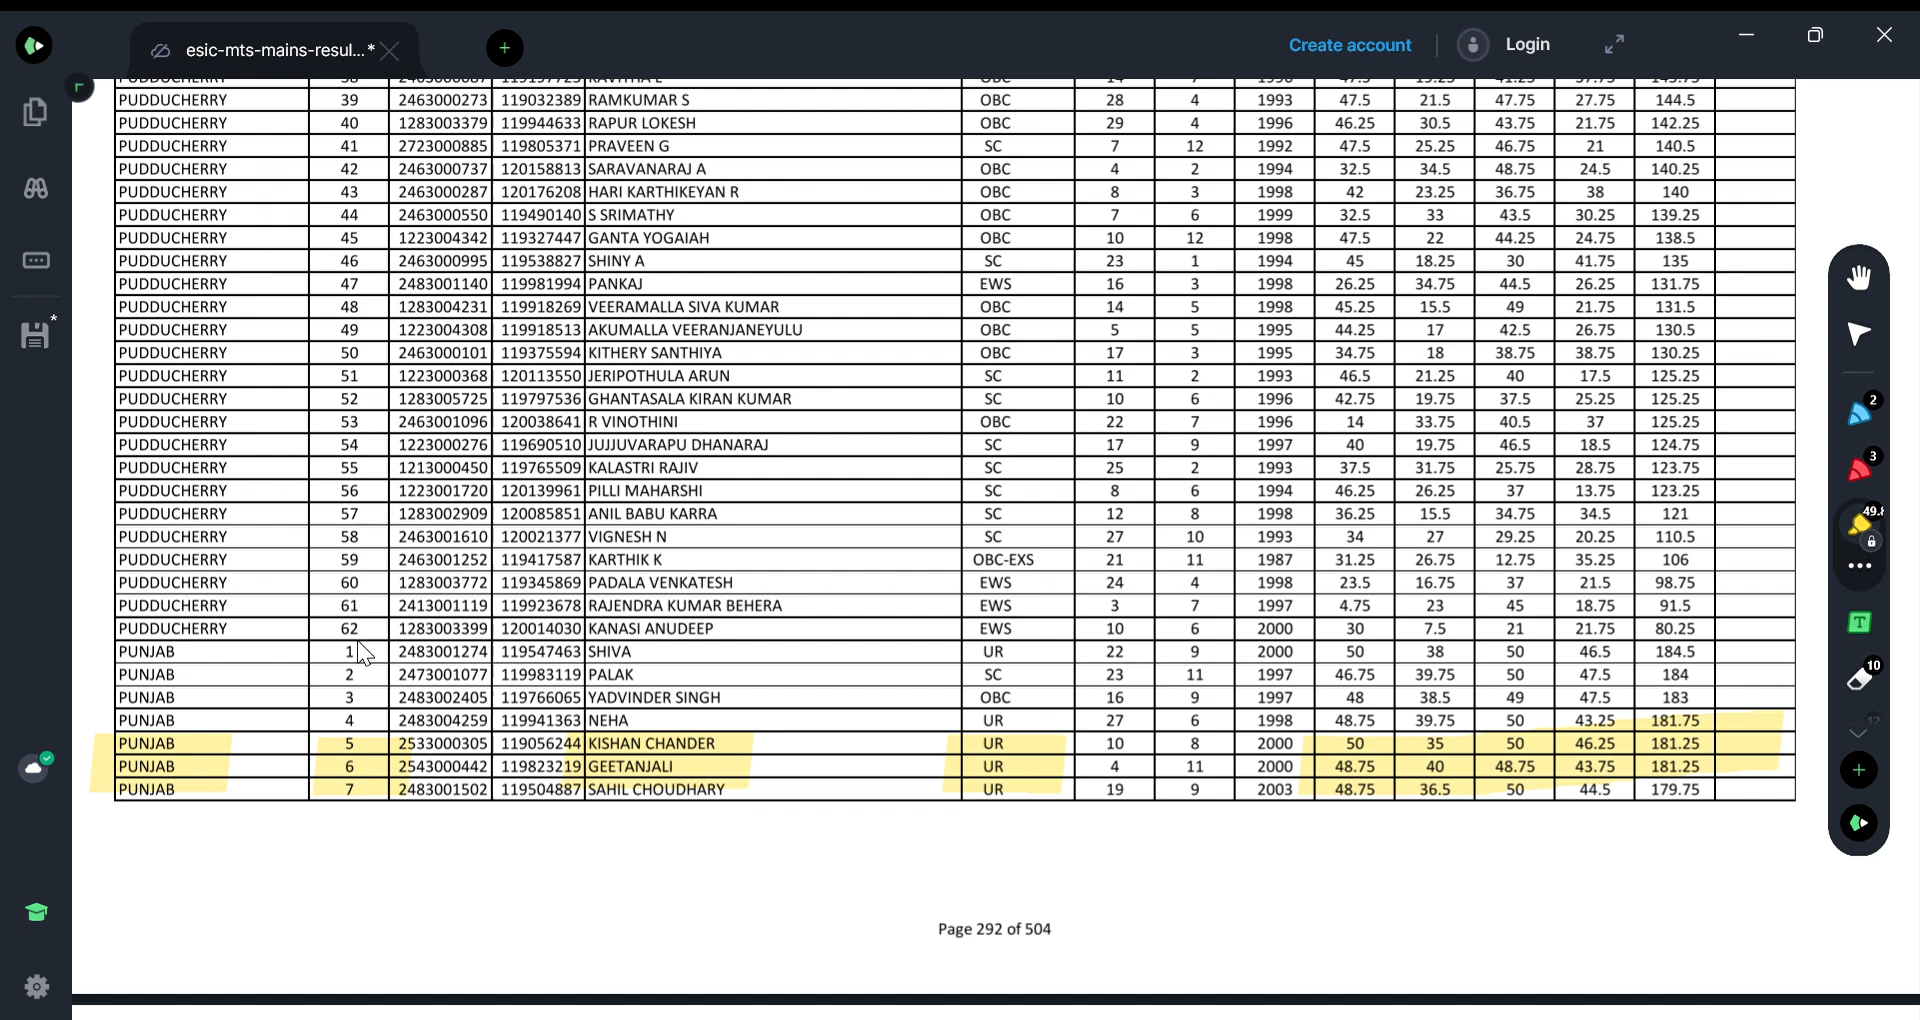 esic-mts-mains-resul...*
Create account
Login
PUDDUCHERRY 39 2463000273 119032389 RAMKUMAR S OBC 28 4 1993 47.5 21.5 47.75 27.75 144.5
PUDDUCHERRY 40 1283003379 119944633 RAPUR LOKESH OBC 29 4 1996 46.25 30.5 43.75 21.75 142.25
PUDDUCHERRY 41 2723000885 119805371 PRAVEEN G SC 7 12 1992 47.5 25.25 46.75 21 140.5
PUDDUCHERRY 42 2463000737 120158813 SARAVANARAJ A OBC 4 2 1994 32.5 34.5 48.75 24.5 140.25
PUDDUCHERRY 43 2463000287 120176208 HARI KARTHIKEYAN R OBC 8 3 1998 42 23.25 36.75 38 140
PUDDUCHERRY 44 2463000550 119490140 S SRIMATHY OBC 7 6 1999 32.5 33 43.5 30.25 139.25
PUDDUCHERRY 45 1223004342 119327447 GANTA YOGAIAH OBC 10 12 1998 47.5 22 44.25 24.75 138.5
PUDDUCHERRY 46 2463000995 119538827 SHINY A SC 23 1 1994 45 18.25 30 41.75 135
PUDDUCHERRY 47 2483001140 119981994 PANKAJ EWS 16 3 1998 26.25 34.75 44.5 26.25 131.75
PUDDUCHERRY 48 1283004231 119918269 VEERAMALLA SIVA KUMAR OBC 14 5 1998 45.25 15.5 49 21.75 131.5
PUDDUCHERRY 49 1223004308 119918513 AKUMALLA VEERANJANEYULU OBC 5 5 1995 44.25 17 42.5 26.75 130.5
PUDDUCHERRY 50 2463000101 119375594 KITHERY SANTHIYA OBC 17 3 1995 34.75 18 38.75 38.75 130.25
PUDDUCHERRY 51 1223000368 120113550 JERIPOTHULA ARUN SC 11 2 1993 46.5 21.25 40 17.5 125.25
PUDDUCHERRY 52 1283005725 119797536 GHANTASALA KIRAN KUMAR SC 10 6 1996 42.75 19.75 37.5 25.25 125.25
PUDDUCHERRY 53 2463001096 120038641 R VINOTHINI OBC 22 7 1996 14 33.75 40.5 37 125.25
PUDDUCHERRY 54 1223000276 119690510 JUJJUVARAPU DHANARAJ SC 17 9 1997 40 19.75 46.5 18.5 124.75
PUDDUCHERRY 55 1213000450 119765509 KALASTRI RAJIV SC 25 2 1993 37.5 31.75 25.75 28.75 123.75
PUDDUCHERRY 56 1223001720 120139961 PILLI MAHARSHI SC 8 6 1994 46.25 26.25 37 13.75 123.25
PUDDUCHERRY 57 1283002909 120085851 ANIL BABU KARRA SC 12 8 1998 36.25 15.5 34.75 34.5 121
PUDDUCHERRY 58 2463001610 120021377 VIGNESH N SC 27 10 1993 34 27 29.25 20.25 110.5
PUDDUCHERRY 59 2463001252 119417587 KARTHIK K OBC-EXS 21 11 1987 31.25 26.75 12.75 35.25 106
PUDDUCHERRY 60 1283003772 119345869 PADALA VENKATESH EWS 24 4 1998 23.5 16.75 37 21.5 98.75
PUDDUCHERRY 61 2413001119 119923678 RAJENDRA KUMAR BEHERA EWS 3 7 1997 4.75 23 45 18.75 91.5
PUDDUCHERRY 62 1283003399 120014030 KANASI ANUDEEP EWS 10 6 2000 30 7.5 21 21.75 80.25
PUNJAB 1 2483001274 119547463 SHIVA UR 22 9 2000 50 38 50 46.5 184.5
PUNJAB 2 2473001077 119983119 PALAK SC 23 11 1997 46.75 39.75 50 47.5 184
PUNJAB 3 2483002405 119766065 YADVINDER SINGH OBC 16 9 1997 48 38.5 49 47.5 183
PUNJAB 4 2483004259 119941363 NEHA UR 27 6 1998 48.75 39.75 50 43.25 181.75
PUNJAB 5 2533000305 119056244 KISHAN CHANDER UR 10 8 2000 50 35 50 46.25 181.25
PUNJAB 6 2543000442 119823219 GEETANJALI UR 4 11 2000 48.75 40 48.75 43.75 181.25
PUNJAB 7 2483001502 119504887 SAHIL CHOUDHARY UR 19 9 2003 48.75 36.5 50 44.5 179.75
Page 292 of 504
2
3
49.8
T
10